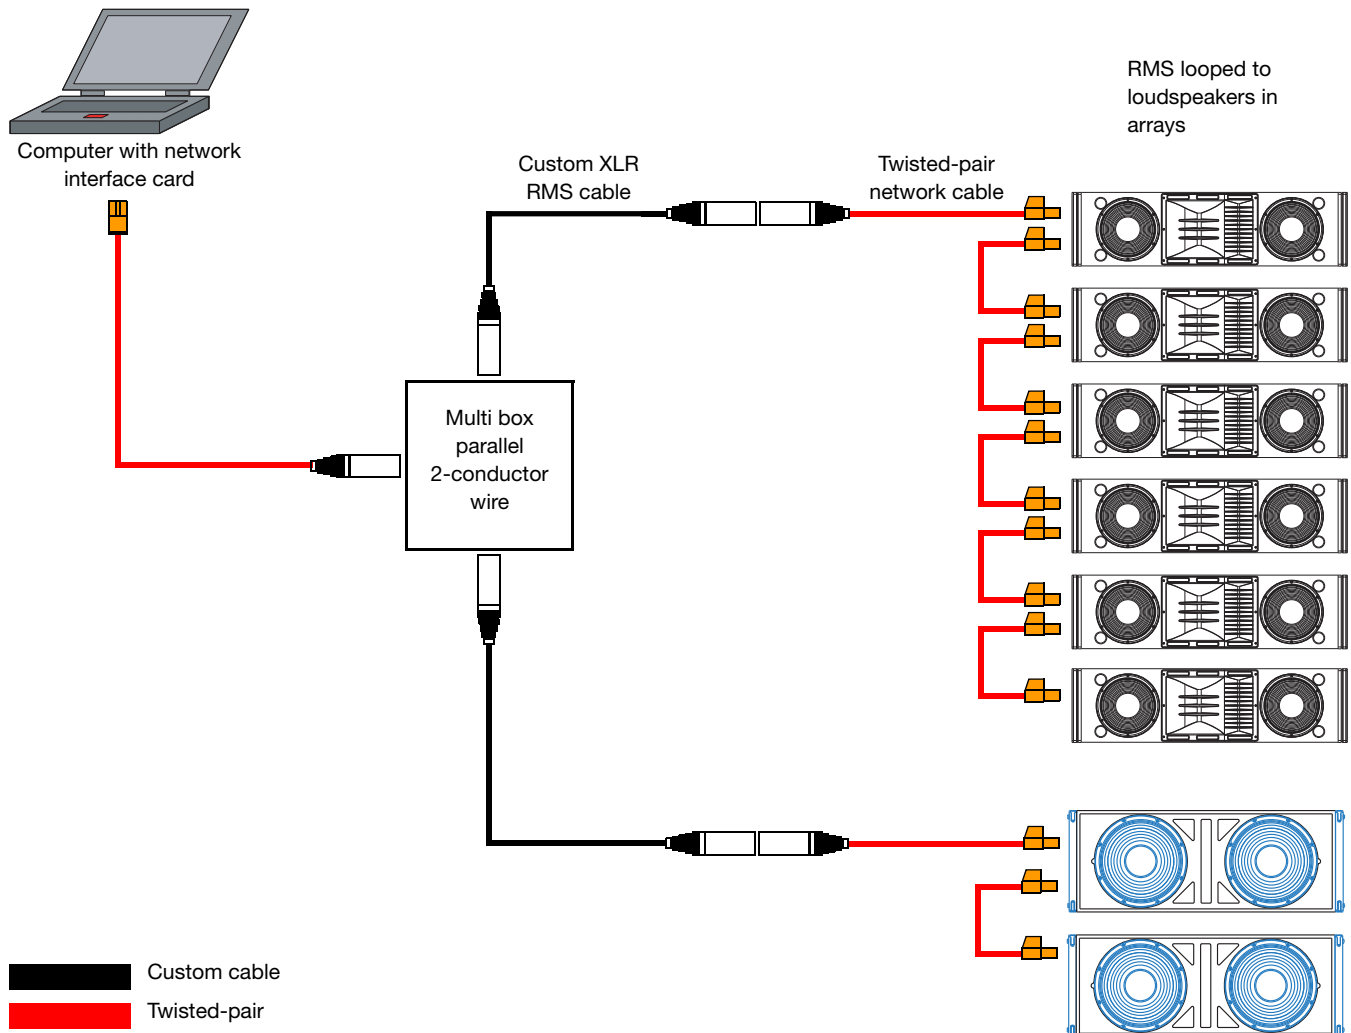 RMS looped to
loudspeakers in
arrays
Computer with network
interface card
Custom XLR
RMS cable
Twisted-pair
network cable
Multi box
parallel
2-conductor
wire
Custom cable
Twisted-pair